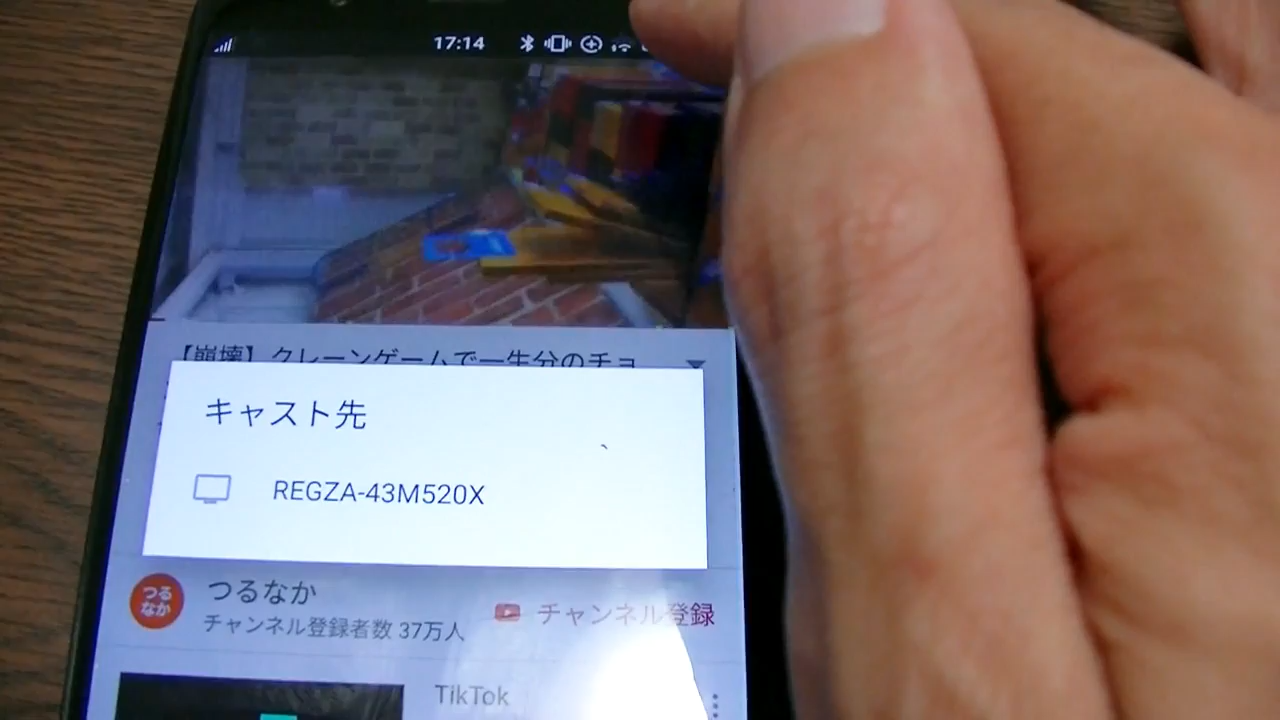 17:14
【崩壊】クレーンゲームで一生分のチョ
キャスト先
REGZA-43M520X
つる
なか
つるなか
チャンネル登録
チャンネル登録者数 37万人
TikTok